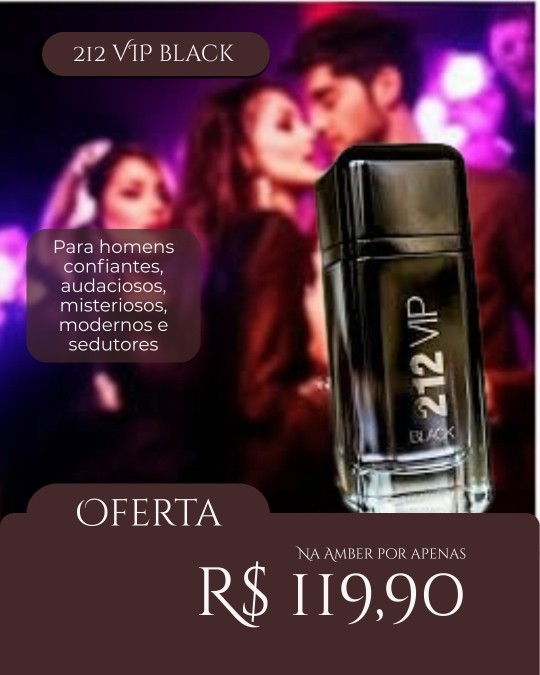 212 VIP BLACK
Para homens
confiantes,
audaciosos,
misteriosos,
modernos e
sedutores
212 VIP
BLACK
OFERTA
NA AMBER POR APENAS
R$ 119,90